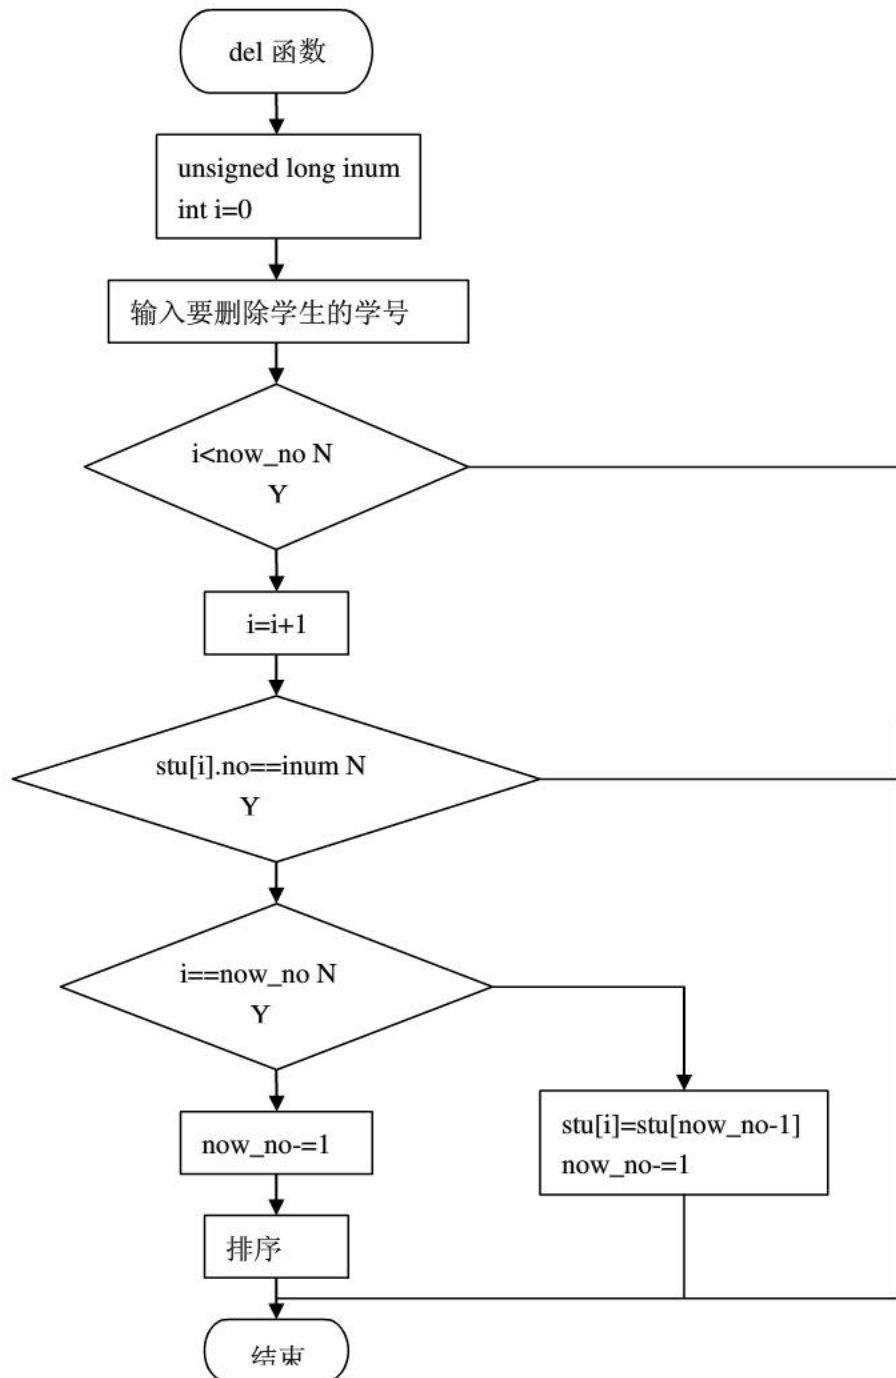 del 函数
unsigned long inum
int i=0
输入要删除学生的学号
i<now_no N
Y
i=i+1
stu[i].no==inum N
Y
i==now_no N
Y
now_no-=1
stu[i]=stu[now_no-1]
now_no-=1
排序
结束